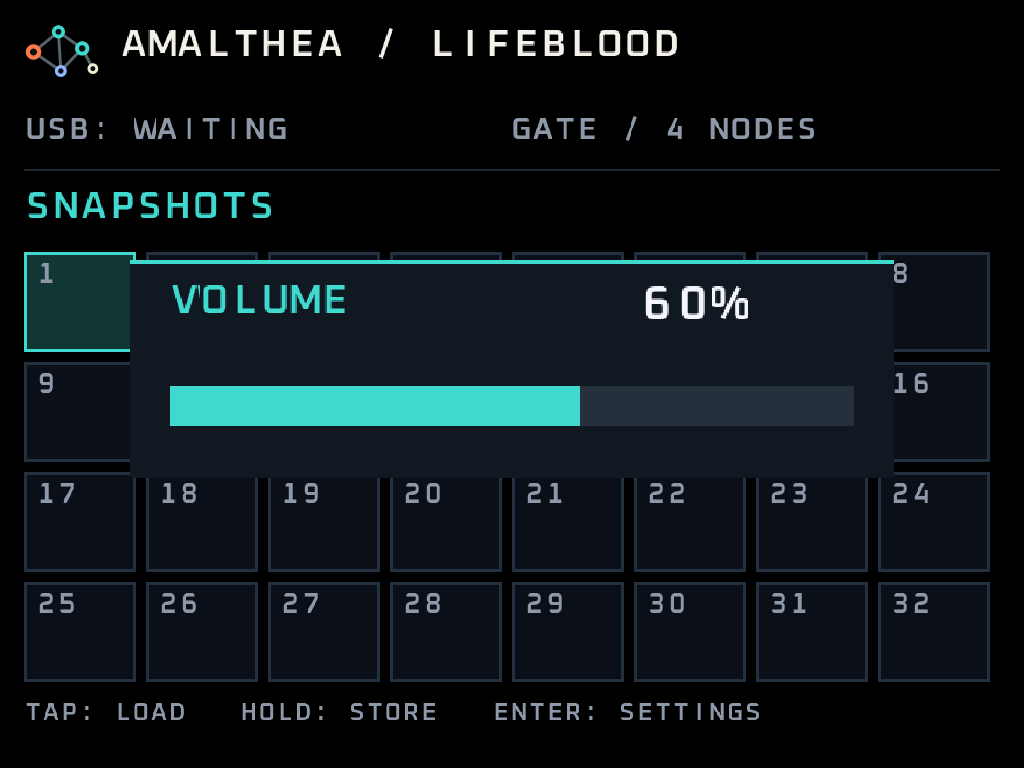 AMALTHEA / LIFEBLOOD
USB: WAITING GATE / 4 NODES
SNAPSHOTS
1 8
VOLUME 60%
9 16
17 18 19 20 21 22 23 24
25 26 27 28 29 30 31 32
TAP: LOAD HOLD: STORE ENTER: SETTINGS